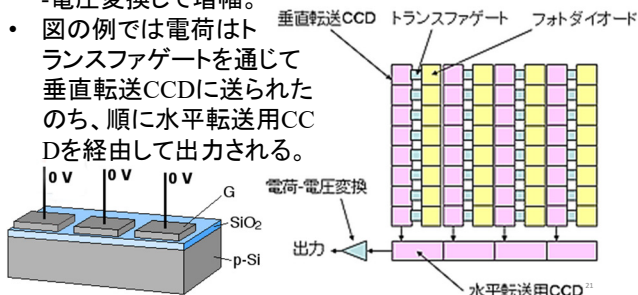 -電圧変換して増幅。
• 図の例では電荷はト
ランスファゲートを通じて
垂直転送CCDに送られた
のち、順に水平転送用CC
Dを経由して出力される。
0 V
0 V
0 V
G
SiO2
p-Si
垂直転送CCD
トランスファゲート
フォトダイオード
電荷-電圧変換
出力
水平転送用CCD
21